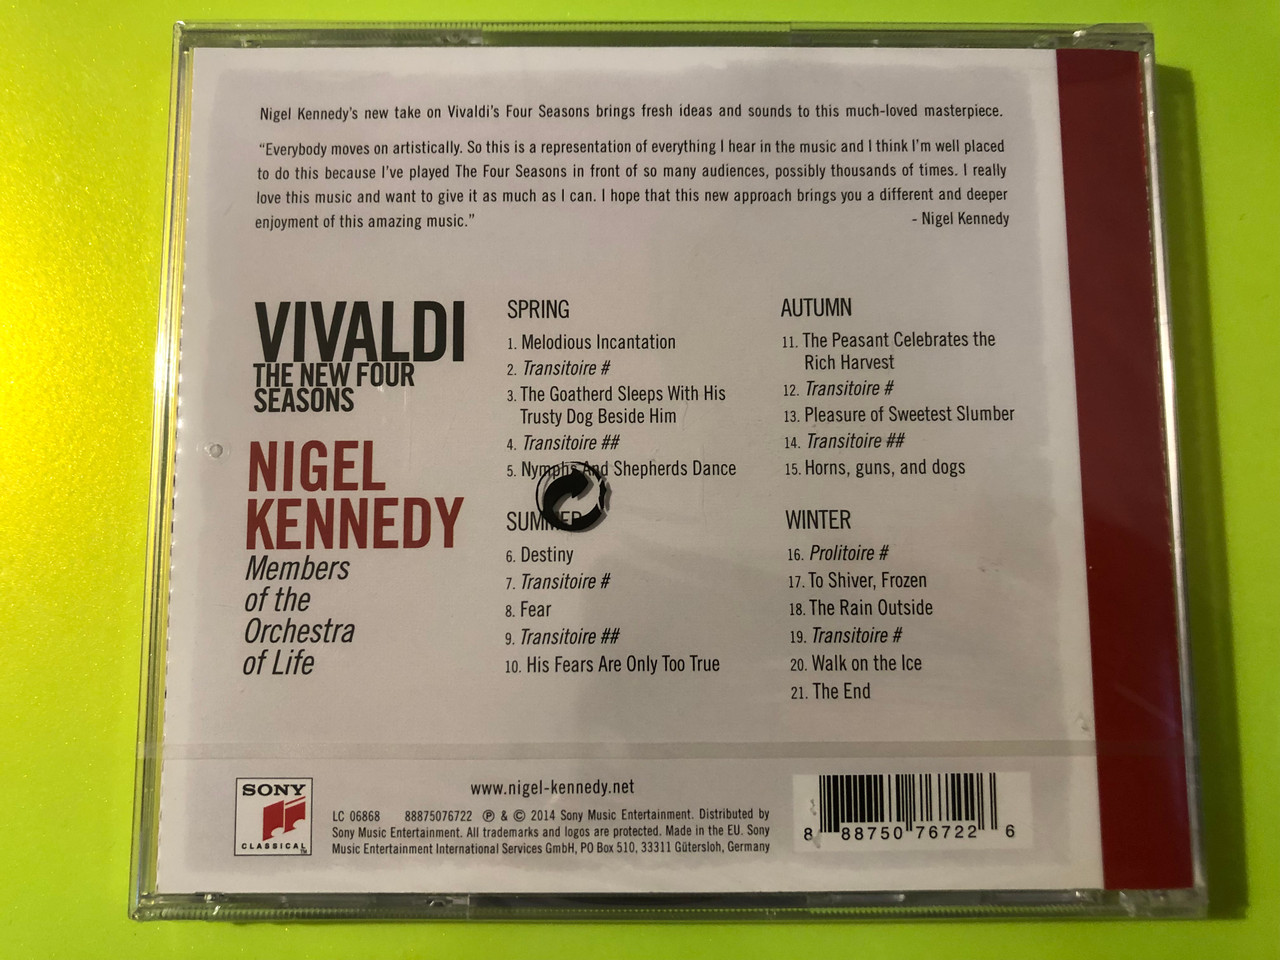 Nigel Kennedy's new take on Vivaldi's Four Seasons brings fresh ideas and sounds to this much-loved masterpiece.
"Everybody moves on artistically. So this is a representation of everything I hear in the music and I think I'm well placed
to do this because I've played The Four Seasons in front of so many audiences, possibly thousands of times. I really
love this music and want to give it as much as I can. I hope that this new approach brings you a different and deeper
enjoyment of this amazing music."
- Nigel Kennedy
VIVALDI
THE NEW FOUR
SEASONS
NIGEL
KENNEDY
Members
of the
Orchestra
of Life
SPRING
1. Melodious Incantation
2. Transitoire #
3. The Goatherd Sleeps With His
Trusty Dog Beside Him
4. Transitoire ##
5. Nymphs And Shepherds Dance
SUMMER
6. Destiny
7. Transitoire #
8. Fear
9. Transitoire ##
10. His Fears Are Only Too True
AUTUMN
11. The Peasant Celebrates the
Rich Harvest
12. Transitoire #
13. Pleasure of Sweetest Slumber
14. Transitoire ##
15. Horns, guns, and dogs
WINTER
16. Prolitoire #
17. To Shiver, Frozen
18. The Rain Outside
19. Transitoire #
20. Walk on the Ice
21. The End
SONY
CLASSICAL™
www.nigel-kennedy.net
LC 06868 88875076722 ℗ & © 2014 Sony Music Entertainment. Distributed by
Sony Music Entertainment. All trademarks and logos are protected. Made in the EU. Sony
Music Entertainment International Services GmbH, PO Box 510, 33311 Gütersloh, Germany
8 88750 76722 6